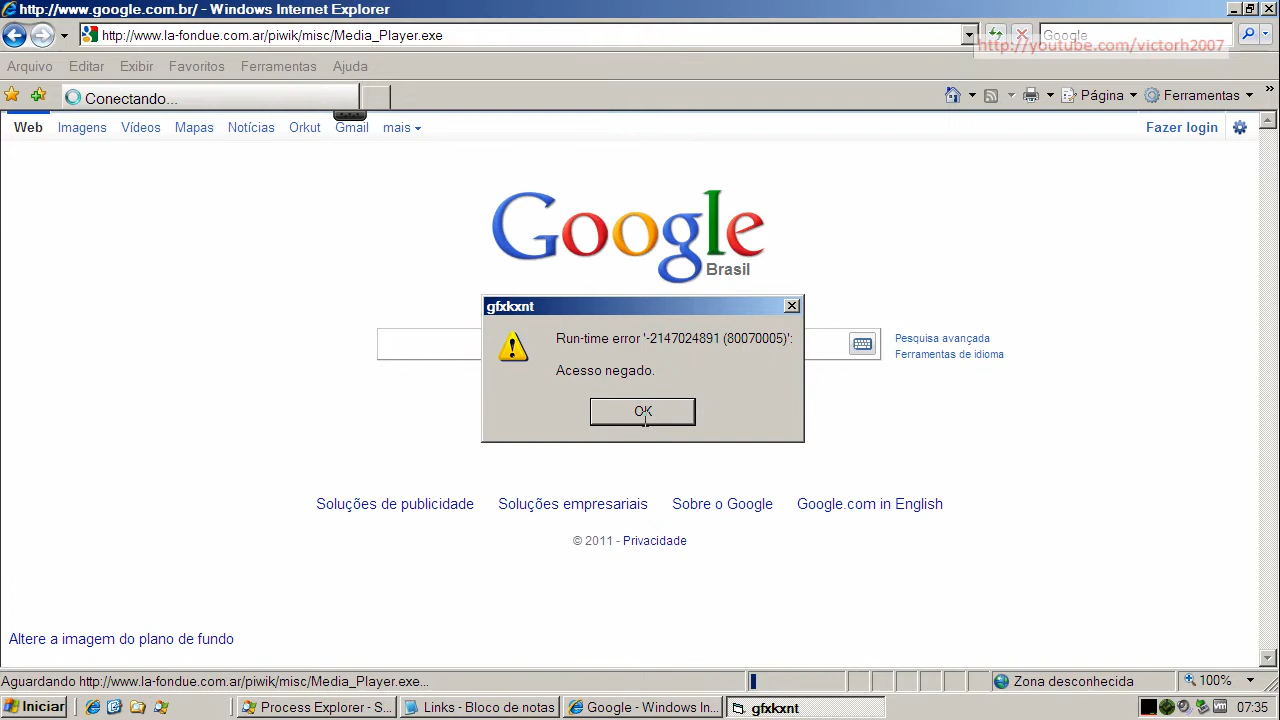 http://www.google.com.br/ - Windows Internet Explorer
http://www.la-fondue.com.ar/piwik/misc/Media_Player.exe
Google
http://youtube.com/victorh2007
Arquivo Editar Exibir Favoritos Ferramentas Ajuda
Conectando...
Página Ferramentas
Web Imagens Vídeos Mapas Notícias Orkut Gmail mais
Fazer login
Google
Brasil
gfxkxnt
Run-time error '-2147024891 (80070005)':
Acesso negado.
OK
Pesquisa avançada
Ferramentas de idioma
Soluções de publicidade Soluções empresariais Sobre o Google Google.com in English
© 2011 - Privacidade
Altere a imagem do plano de fundo
Aguardando http://www.la-fondue.com.ar/piwik/misc/Media_Player.exe...
Zona desconhecida
100%
Iniciar
Process Explorer - S...
Links - Bloco de notas
Google - Windows In...
gfxkxnt
07:35